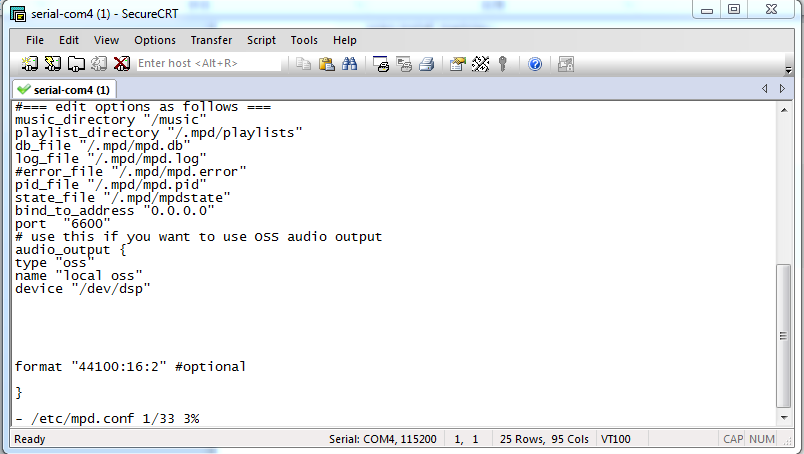 serial-com4 (1) - SecureCRT
File Edit View Options Transfer Script Tools Help
Enter host <Alt+R>
serial-com4 (1)
#=== edit options as follows ===
music_directory "/music"
playlist_directory "/.mpd/playlists"
db_file "/.mpd/mpd.db"
log_file "/.mpd/mpd.log"
#error_file "/.mpd/mpd.error"
pid_file "/.mpd/mpd.pid"
state_file "/.mpd/mpdstate"
bind_to_address "0.0.0.0"
port  "6600"
# use this if you want to use OSS audio output
audio_output {
type "oss"
name "local oss"
device "/dev/dsp"
format "44100:16:2" #optional
}
- /etc/mpd.conf 1/33 3%
Ready Serial: COM4, 115200 1, 1 25 Rows, 95 Cols VT100 CAP NUM